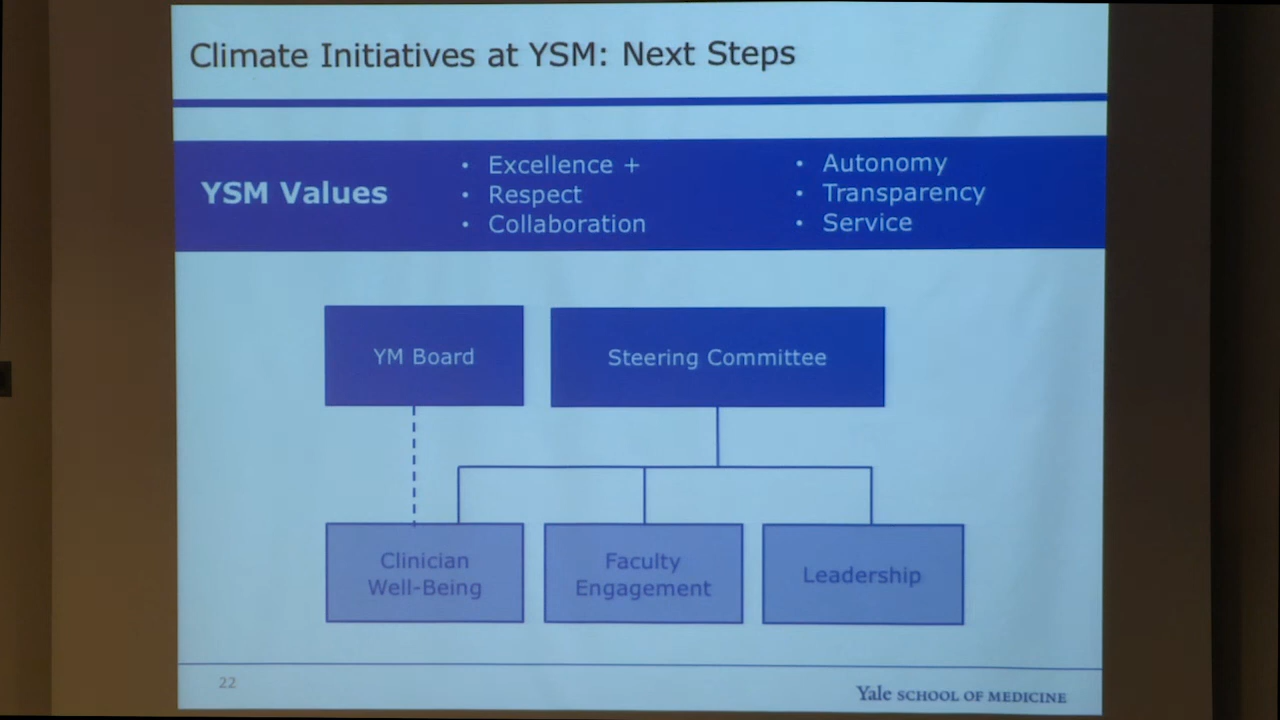 Climate Initiatives at YSM: Next Steps
YSM Values
• Excellence +
• Respect
• Collaboration
• Autonomy
• Transparency
• Service
YM Board
Steering Committee
Clinician
Well-Being
Faculty
Engagement
Leadership
22
Yale SCHOOL OF MEDICINE